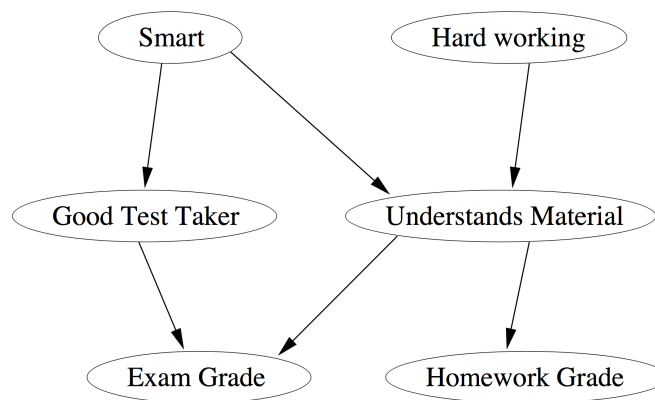 Smart
Hard working
Good Test Taker
Understands Material
Exam Grade
Homework Grade